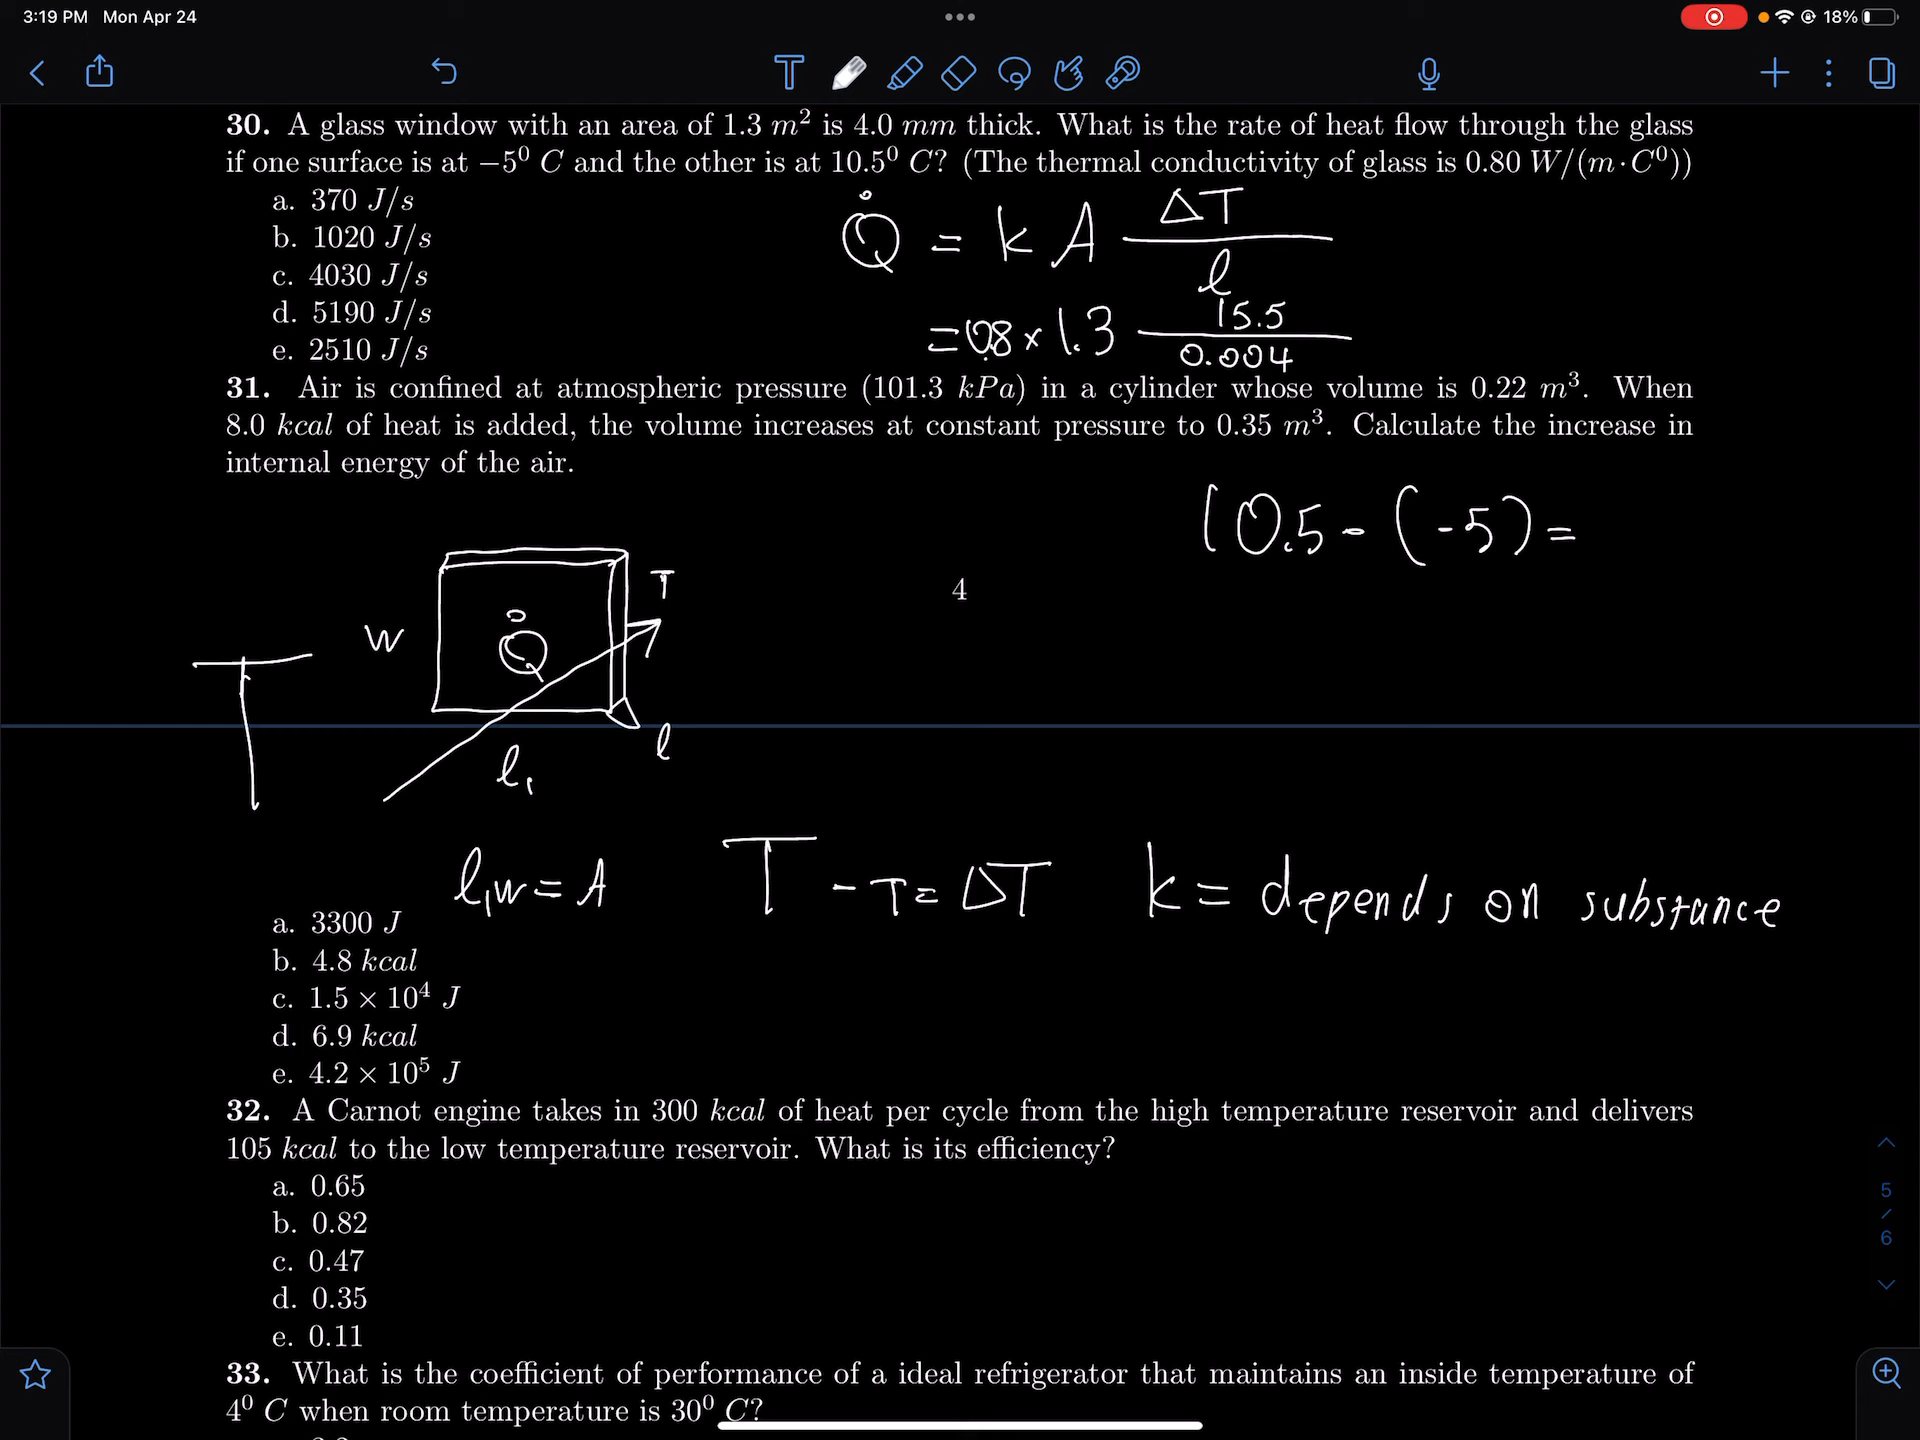 3:19 PM Mon Apr 24
18%
30. A glass window with an area of 1.3 m² is 4.0 mm thick. What is the rate of heat flow through the glass
if one surface is at −5⁰ C and the other is at 10.5⁰ C? (The thermal conductivity of glass is 0.80 W/(m · C⁰))
a. 370 J/s
b. 1020 J/s
c. 4030 J/s
d. 5190 J/s
e. 2510 J/s
Q̇ = k A ΔT / l
= 0.8 × 1.3 15.5 / 0.004
31. Air is confined at atmospheric pressure (101.3 kPa) in a cylinder whose volume is 0.22 m³. When
8.0 kcal of heat is added, the volume increases at constant pressure to 0.35 m³. Calculate the increase in
internal energy of the air.
10.5 - (-5) =
4
T
W
Q̇
T
l₁
l
l₁w = A
T - T = ΔT
k = depends on substance
a. 3300 J
b. 4.8 kcal
c. 1.5 × 10⁴ J
d. 6.9 kcal
e. 4.2 × 10⁵ J
32. A Carnot engine takes in 300 kcal of heat per cycle from the high temperature reservoir and delivers
105 kcal to the low temperature reservoir. What is its efficiency?
a. 0.65
b. 0.82
c. 0.47
d. 0.35
e. 0.11
5
/
6
33. What is the coefficient of performance of a ideal refrigerator that maintains an inside temperature of
4⁰ C when room temperature is 30⁰ C?